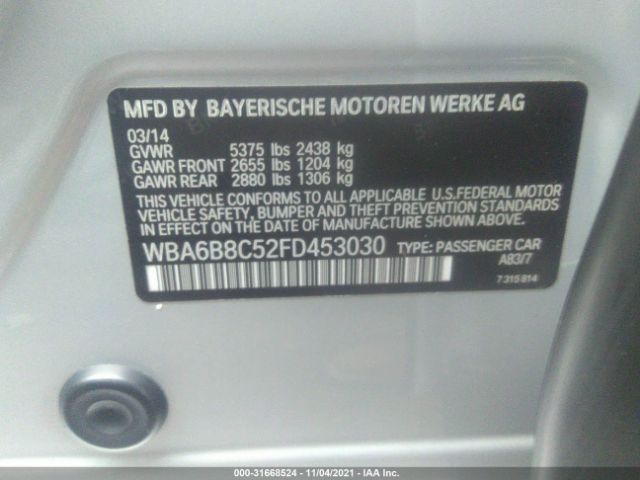 MFD BY BAYERISCHE MOTOREN WERKE AG
03/14
GVWR 5375 lbs 2438 kg
GAWR FRONT 2655 lbs 1204 kg
GAWR REAR 2880 lbs 1306 kg
THIS VEHICLE CONFORMS TO ALL APPLICABLE U.S.FEDERAL MOTOR
VEHICLE SAFETY, BUMPER AND THEFT PREVENTION STANDARDS
IN EFFECT ON THE DATE OF MANUFACTURE SHOWN ABOVE.
WBA6B8C52FD453030 TYPE: PASSENGER CAR
A83/7
7 315 814
000-31668524 - 11/04/2021 - IAA Inc.